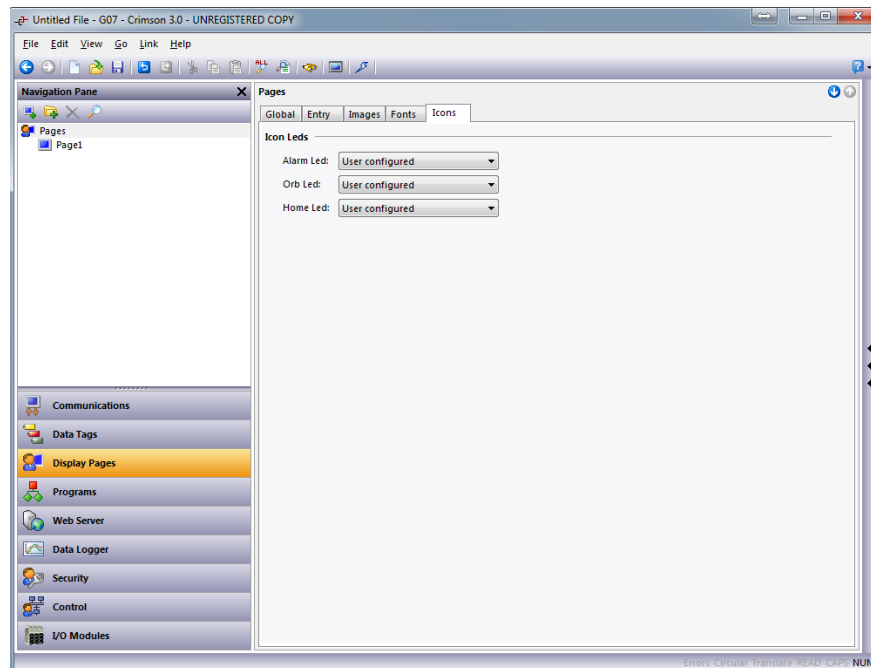 Untitled File - G07 - Crimson 3.0 - UNREGISTERED COPY
File Edit View Go Link Help
ALL
?
Navigation Pane
Pages
Page1
Communications
Data Tags
Display Pages
Programs
Web Server
Data Logger
Security
Control
I/O Modules
Pages
Global Entry Images Fonts Icons
Icon Leds
Alarm Led: User configured
Orb Led: User configured
Home Led: User configured
Errors Circular Translate READ CAPS NUM